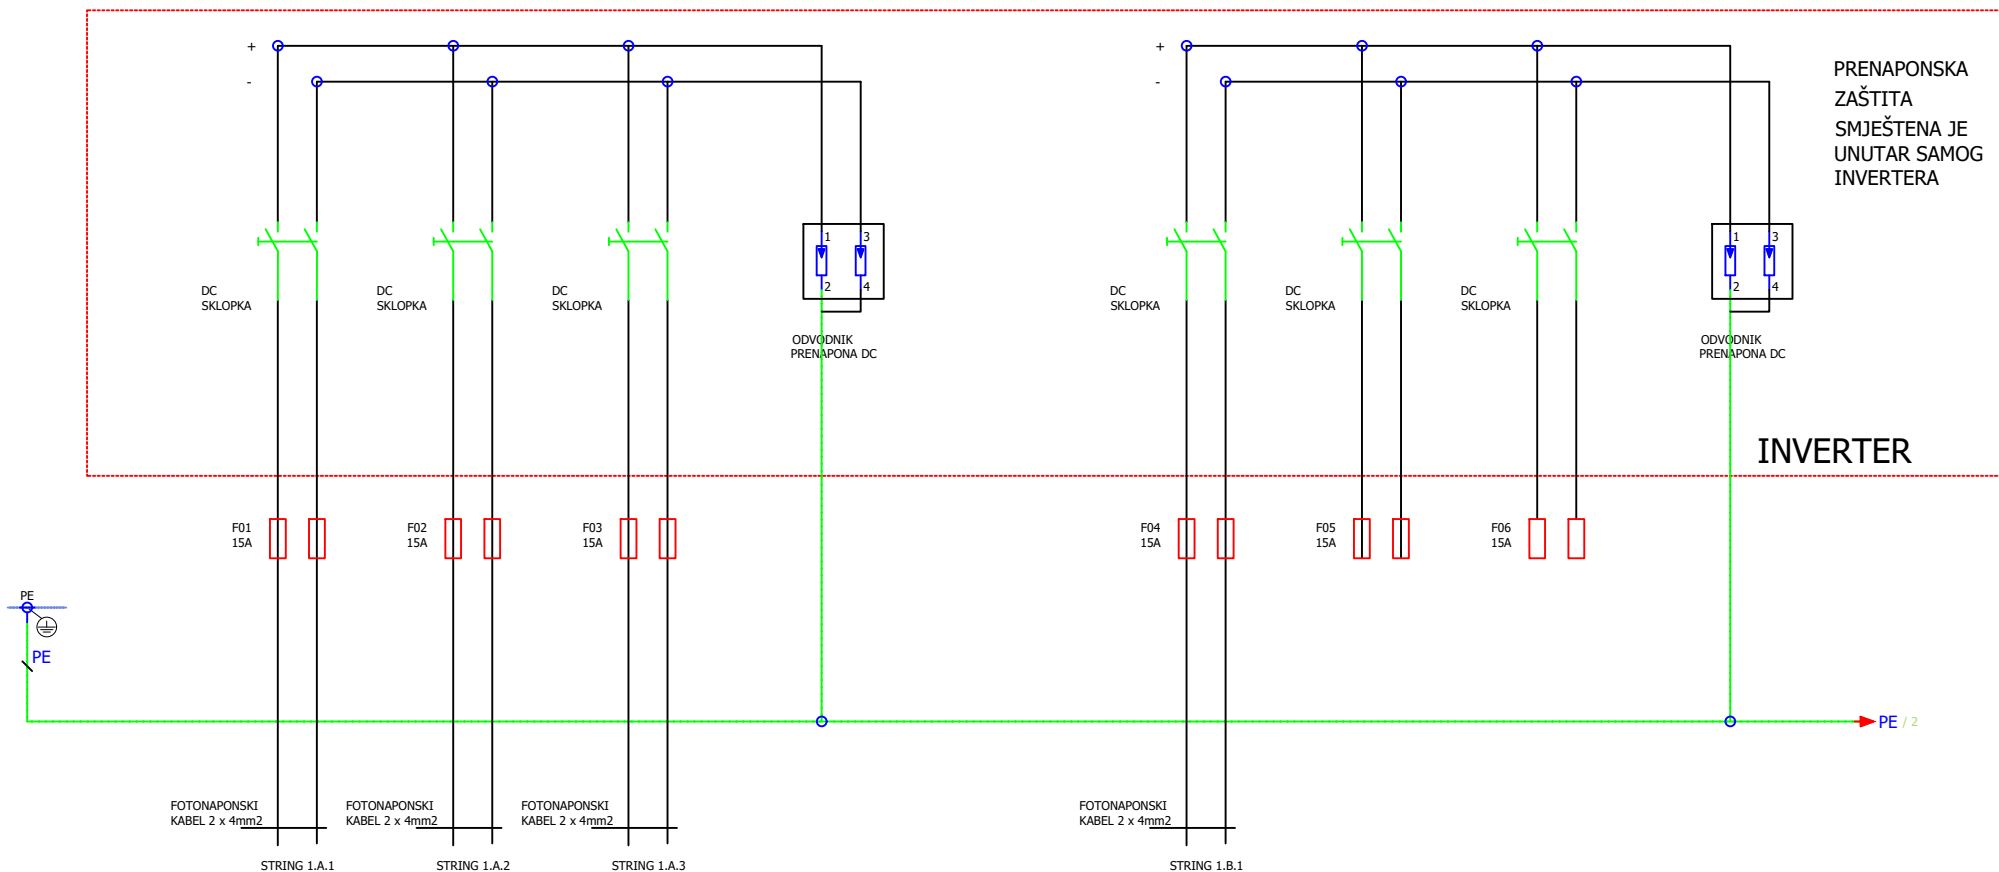 +
-
+
-
PRENAPONSKA
ZAŠTITA
SMJEŠTENA JE
UNUTAR SAMOG
INVERTERA
1
3
2
4
1
3
2
4
DC
SKLOPKA
DC
SKLOPKA
DC
SKLOPKA
ODVODNIK
PRENAPONA DC
DC
SKLOPKA
DC
SKLOPKA
DC
SKLOPKA
ODVODNIK
PRENAPONA DC
INVERTER
F01
15A
F02
15A
F03
15A
F04
15A
F05
15A
F06
15A
PE
PE
PE / 2
FOTONAPONSKI
KABEL 2 x 4mm2
FOTONAPONSKI
KABEL 2 x 4mm2
FOTONAPONSKI
KABEL 2 x 4mm2
FOTONAPONSKI
KABEL 2 x 4mm2
STRING 1.A.1
STRING 1.A.2
STRING 1.A.3
STRING 1.B.1